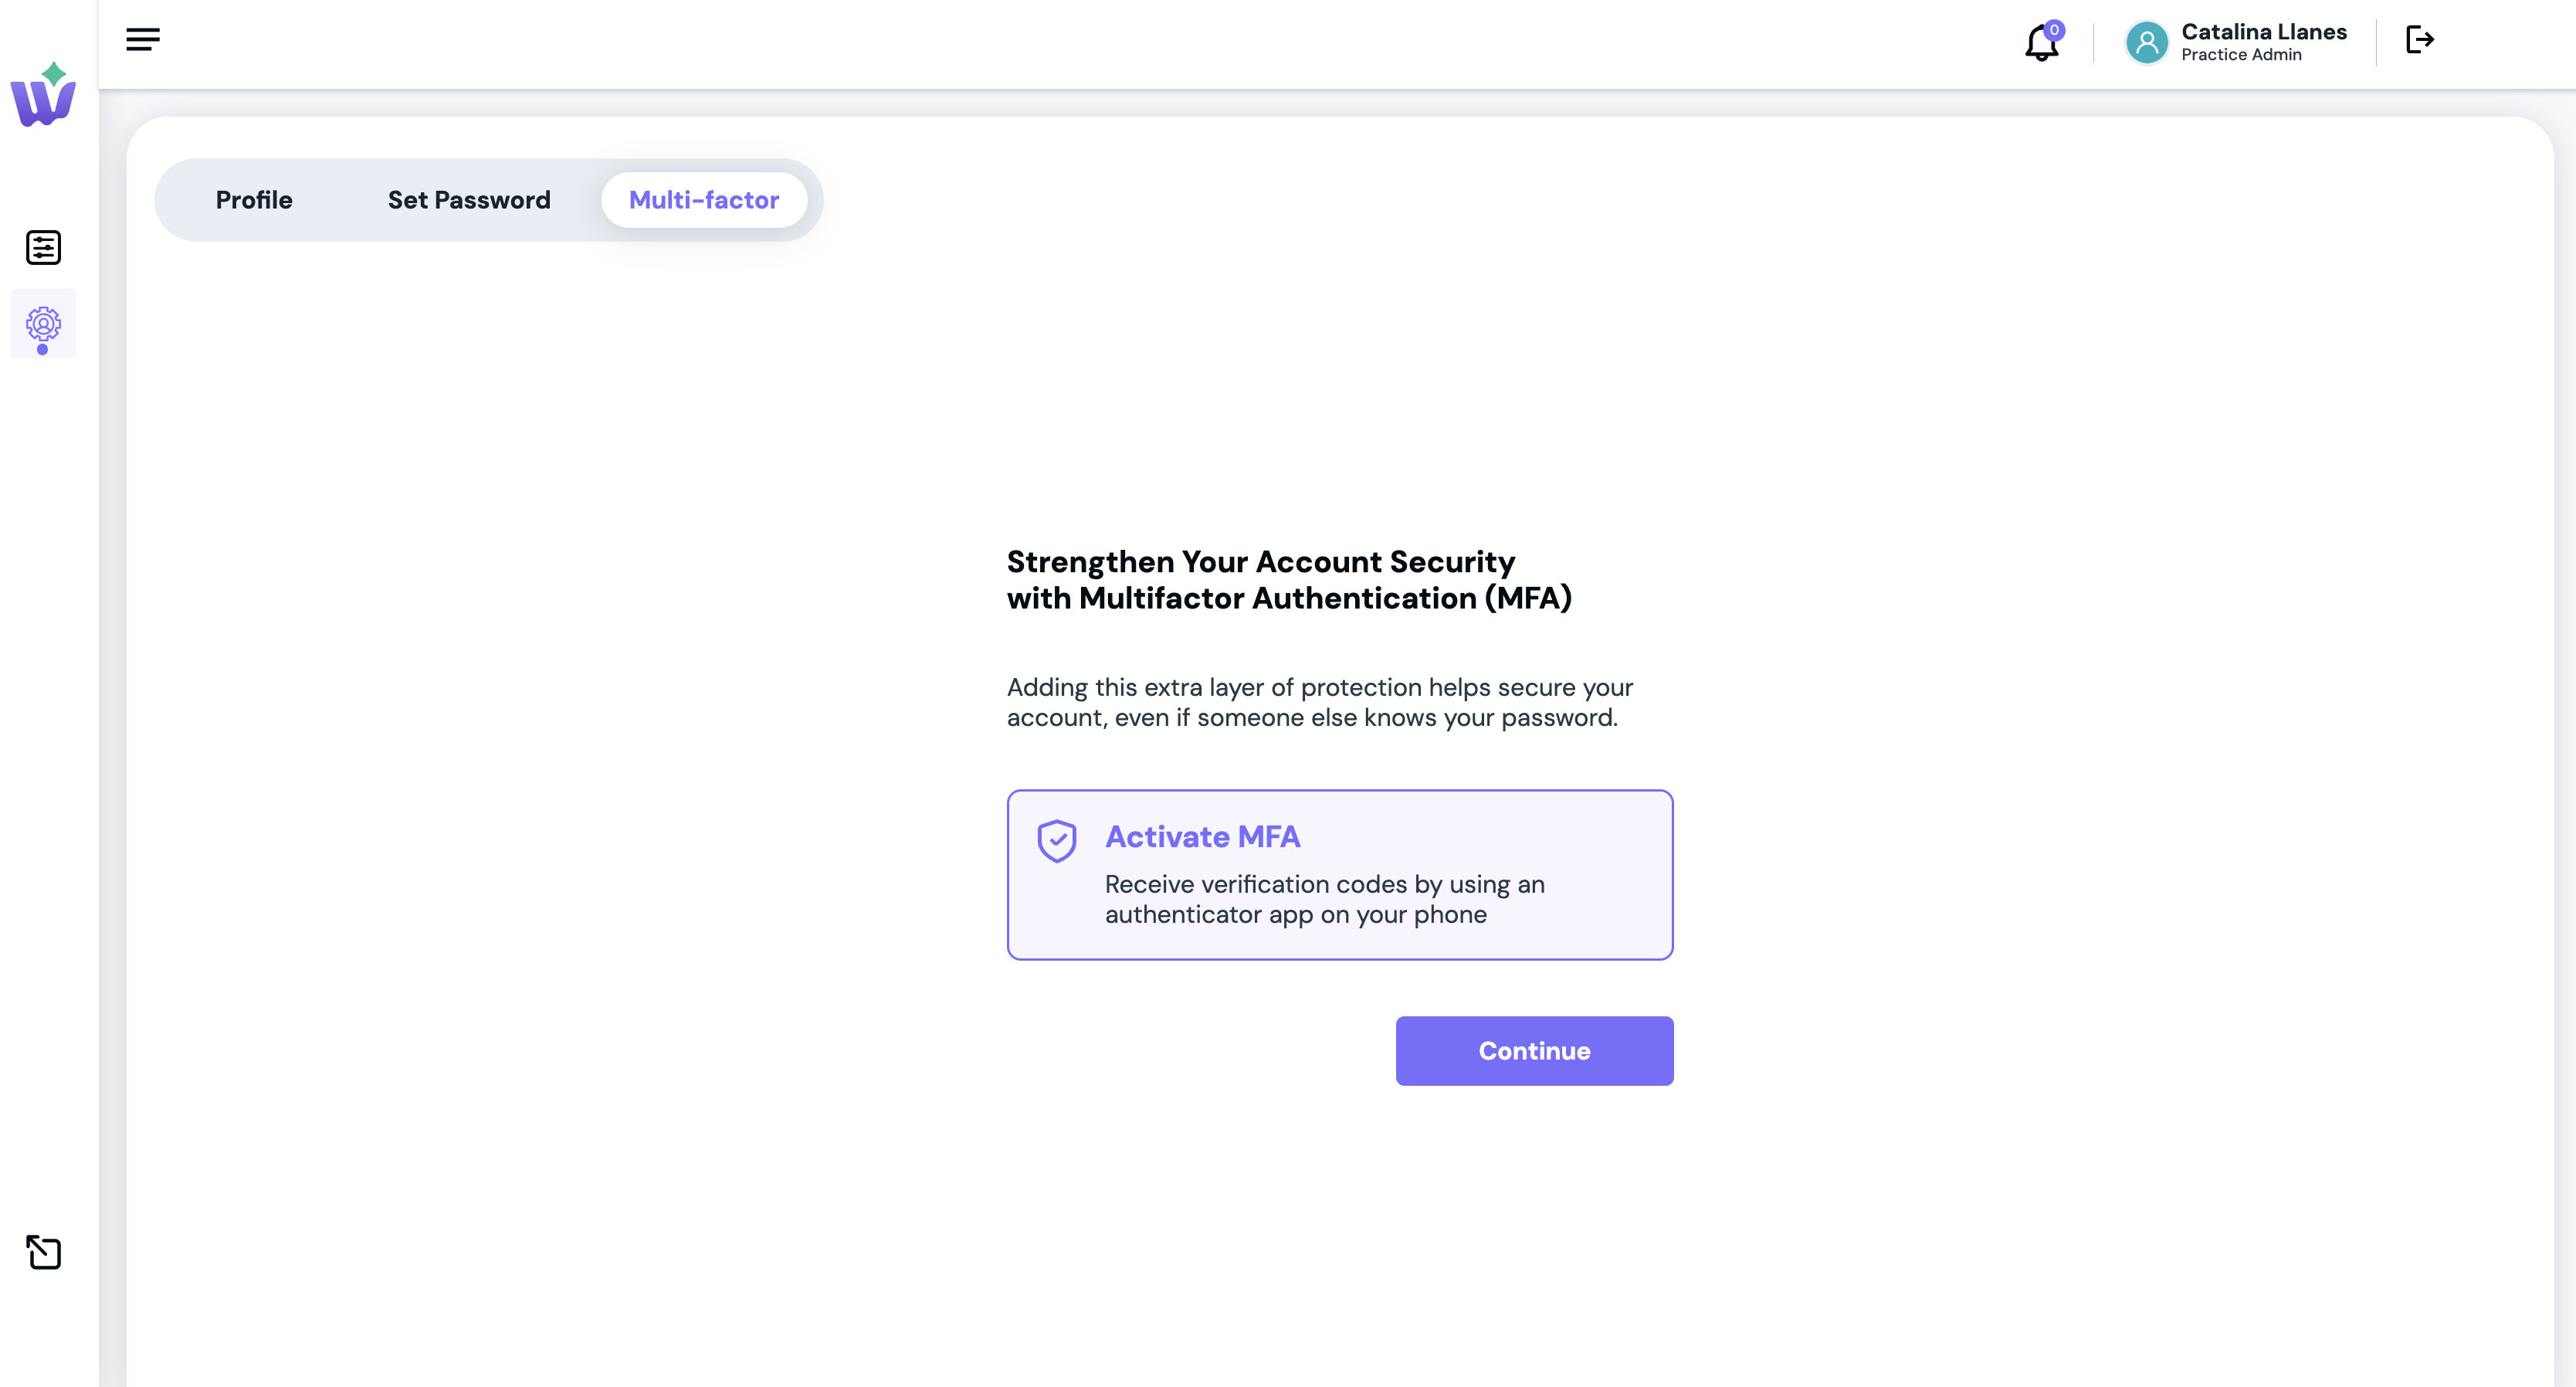 0
Catalina Llanes
Practice Admin
Profile
Set Password
Multi-factor
Strengthen Your Account Security
with Multifactor Authentication (MFA)
Adding this extra layer of protection helps secure your
account, even if someone else knows your password.
Activate MFA
Receive verification codes by using an
authenticator app on your phone
Continue